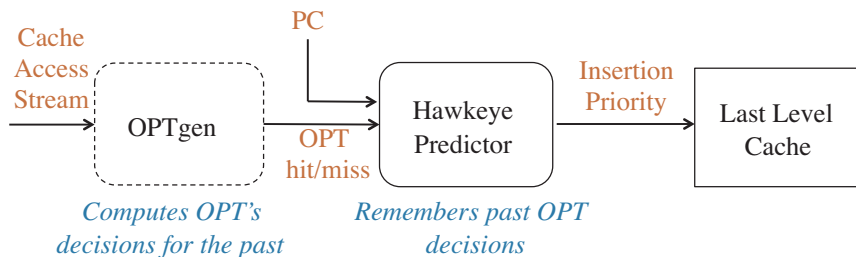 PC
Cache
Access
Stream
OPTgen
OPT
hit/miss
Hawkeye
Predictor
Insertion
Priority
Last Level
Cache
Computes OPT's
decisions for the past
Remembers past OPT
decisions